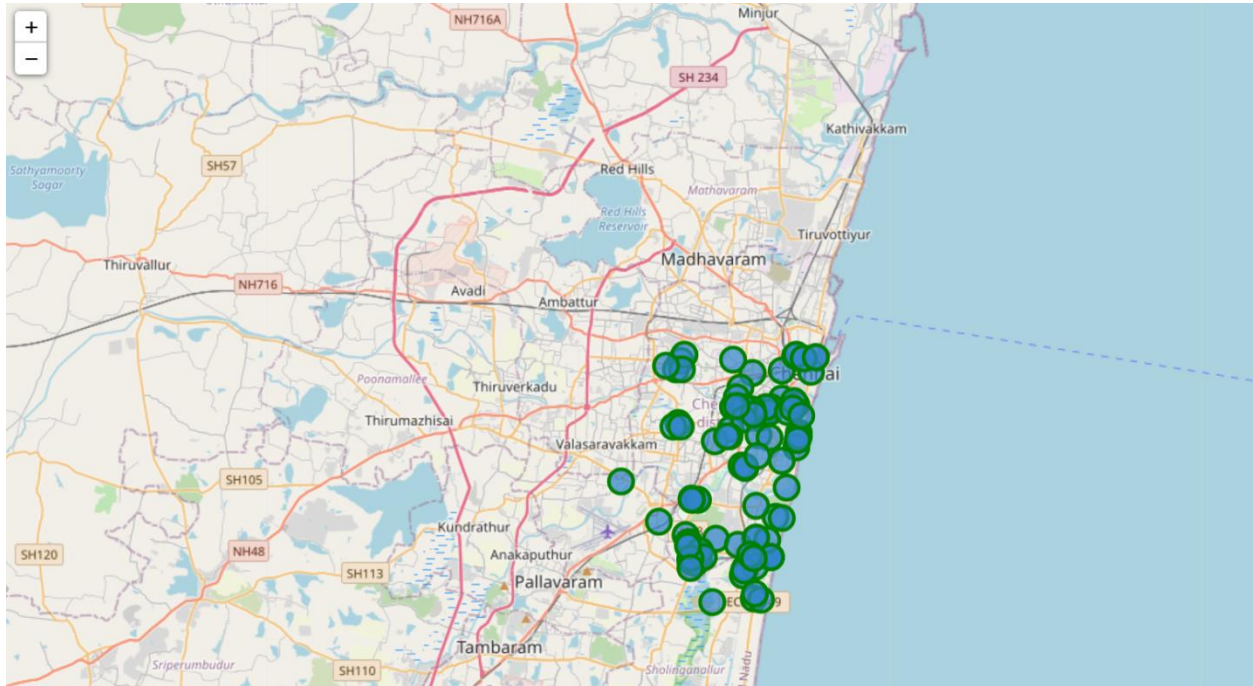 +
−
NH716A
Minjur
SH 234
Kathivakkam
SH57
Sathyamoorty
Sagar
Red Hills
Mathavaram
Red Hills
Reservoir
Tiruvottiyur
Thiruvallur
Madhavaram
NH716
Avadi
Ambattur
Poonamallee
Thiruverkadu
Thirumazhisai
Valasaravakkam
SH105
Kundrathur
SH120
NH48
Anakaputhur
SH113
Pallavaram
Tambaram
Sriperumbudur
SH110
Sholinganallur
Nadu